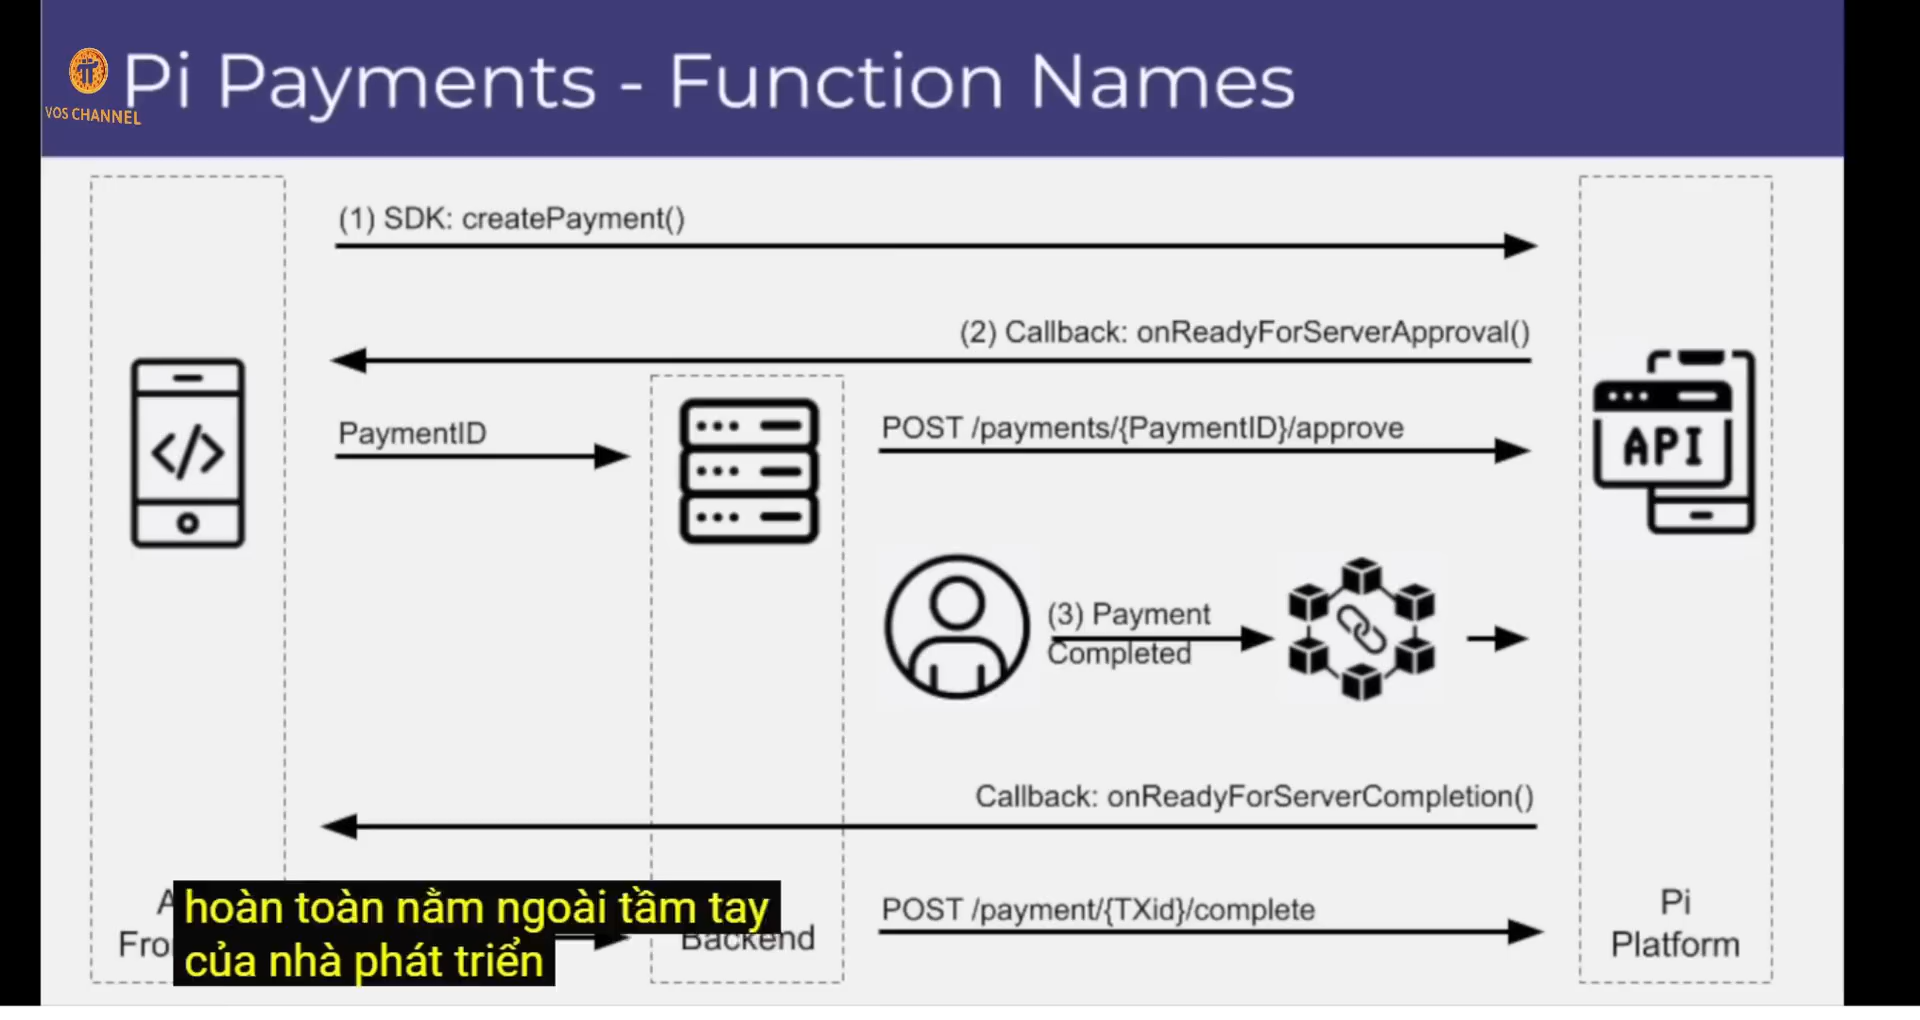 Pi Payments - Function Names
VOS CHANNEL
(1) SDK: createPayment()
(2) Callback: onReadyForServerApproval()
PaymentID
POST /payments/{PaymentID}/approve
API
(3) Payment
Completed
Callback: onReadyForServerCompletion()
POST /payment/{TXid}/complete
Backend
Pi
Platform
hoàn toàn nằm ngoài tầm tay
của nhà phát triển